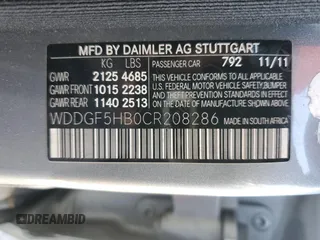 MFD BY DAIMLER AG STUTTGART
KG LBS PASSENGER CAR 792 11/11
GVWR 2125 4685 THIS VEHICLE CONFORMS TO ALL APPLICABLE
GAWR FRONT 1015 2238 U.S. FEDERAL MOTOR VEHICLE SAFETY, BUMPER AND
GAWR REAR 1140 2513 THEFT PREVENTION STANDARDS IN EFFECT ON THE DATE OF MANUFACTURE SHOWN ABOVE.
WDDGF5HB0CR208286 MADE IN SOUTH AFRICA
DREAMBID